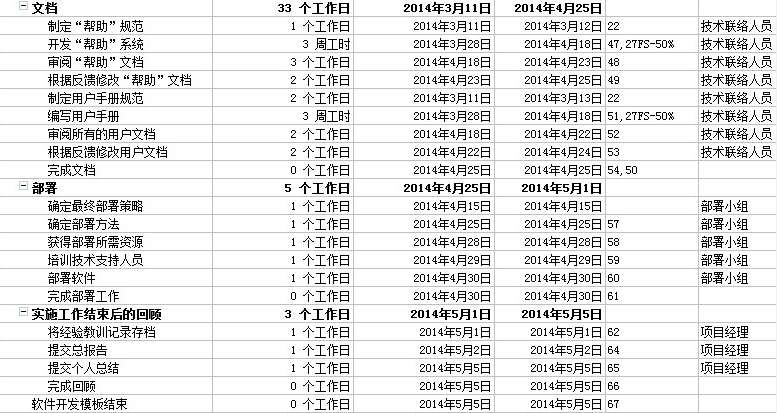 文档 33 个工作日 2014年3月11日 2014年4月25日
制定“帮助”规范 1 个工作日 2014年3月11日 2014年3月12日 22 技术联络人员
开发“帮助”系统 3 周工时 2014年3月28日 2014年4月18日 47,27FS-50% 技术联络人员
审阅“帮助”文档 3 个工作日 2014年4月18日 2014年4月23日 48 技术联络人员
根据反馈修改“帮助”文档 2 个工作日 2014年4月23日 2014年4月25日 49 技术联络人员
制定用户手册规范 2 个工作日 2014年3月11日 2014年3月13日 22 技术联络人员
编写用户手册 3 周工时 2014年3月28日 2014年4月18日 51,27FS-50% 技术联络人员
审阅所有的用户文档 2 个工作日 2014年4月18日 2014年4月22日 52 技术联络人员
根据反馈修改用户文档 2 个工作日 2014年4月22日 2014年4月24日 53 技术联络人员
完成文档 0 个工作日 2014年4月25日 2014年4月25日 54,50
部署 5 个工作日 2014年4月25日 2014年5月1日
确定最终部署策略 1 个工作日 2014年4月15日 2014年4月15日 部署小组
确定部署方法 1 个工作日 2014年4月25日 2014年4月25日 57 部署小组
获得部署所需资源 1 个工作日 2014年4月28日 2014年4月28日 58 部署小组
培训技术支持人员 1 个工作日 2014年4月29日 2014年4月29日 59 部署小组
部署软件 1 个工作日 2014年4月30日 2014年4月30日 60 部署小组
完成部署工作 0 个工作日 2014年4月30日 2014年4月30日 61
实施工作结束后的回顾 3 个工作日 2014年5月1日 2014年5月5日
将经验教训记录存档 1 个工作日 2014年5月1日 2014年5月1日 62 项目经理
提交总报告 1 个工作日 2014年5月2日 2014年5月2日 64 项目经理
提交个人总结 1 个工作日 2014年5月5日 2014年5月5日 65 项目经理
完成回顾 0 个工作日 2014年5月5日 2014年5月5日 66
软件开发模板结束 0 个工作日 2014年5月5日 2014年5月5日 67